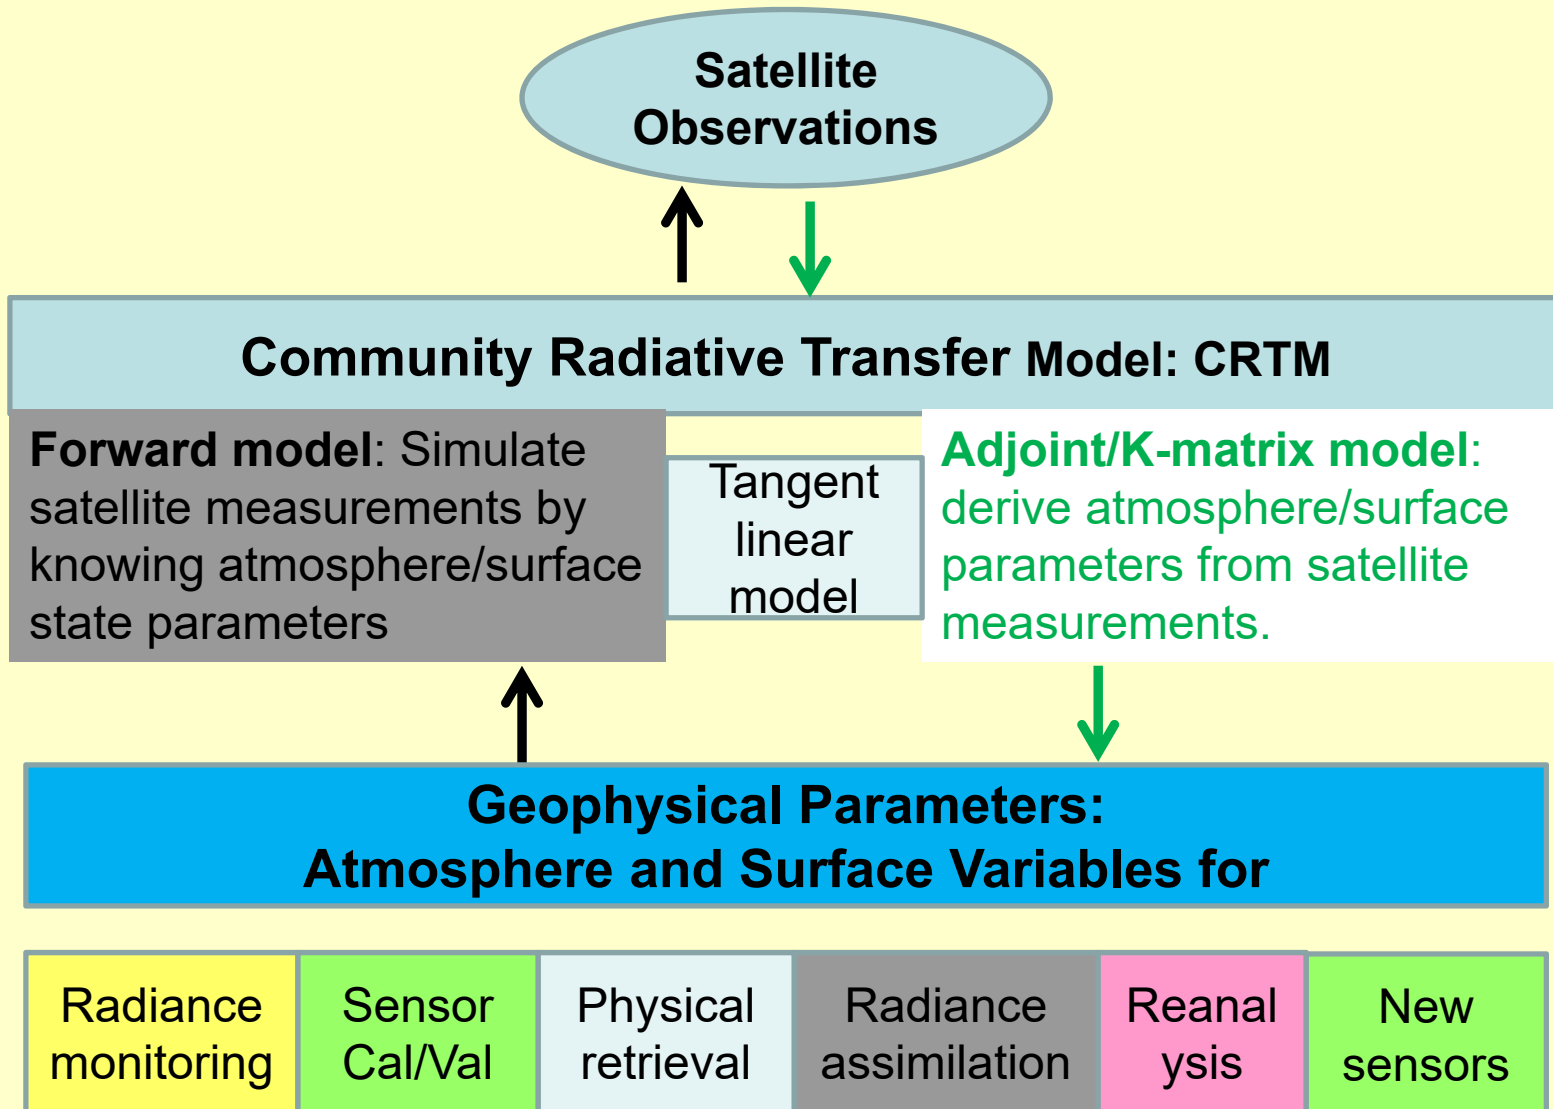 Satellite
Observations
Community Radiative Transfer Model: CRTM
Forward model: Simulate
satellite measurements by
knowing atmosphere/surface
state parameters
Tangent
linear
model
Adjoint/K-matrix model:
derive atmosphere/surface
parameters from satellite
measurements.
Geophysical Parameters:
Atmosphere and Surface Variables for
Radiance
monitoring
Sensor
Cal/Val
Physical
retrieval
Radiance
assimilation
Reanal
ysis
New
sensors